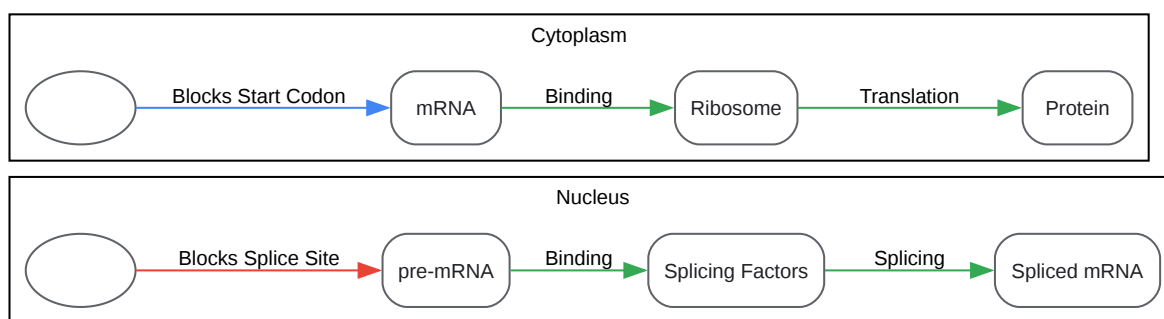 Cytoplasm
Blocks Start Codon
mRNA
Binding
Ribosome
Translation
Protein
Nucleus
Blocks Splice Site
pre-mRNA
Binding
Splicing Factors
Splicing
Spliced mRNA